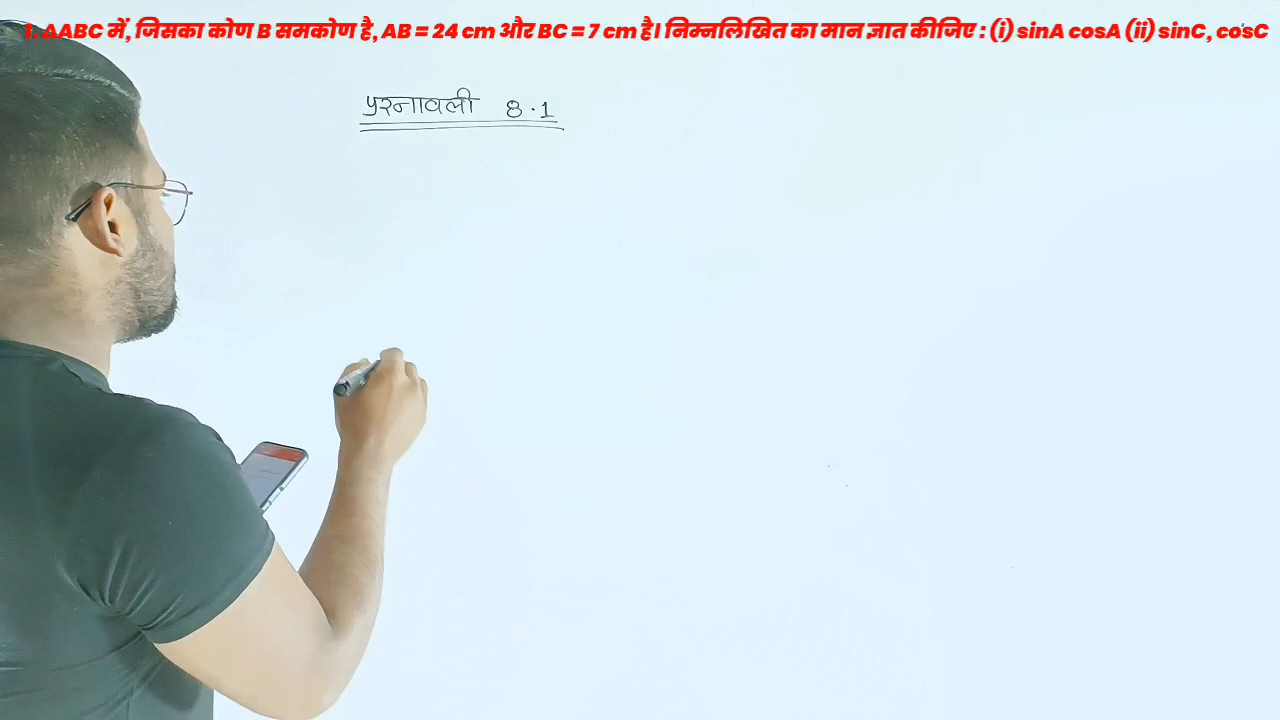 1. ΔABC में, जिसका कोण B समकोण है, AB = 24 cm और BC = 7 cm है। निम्नलिखित का मान ज्ञात कीजिए : (i) sinA cosA (ii) sinC, cosC
प्रश्नावली 8.1